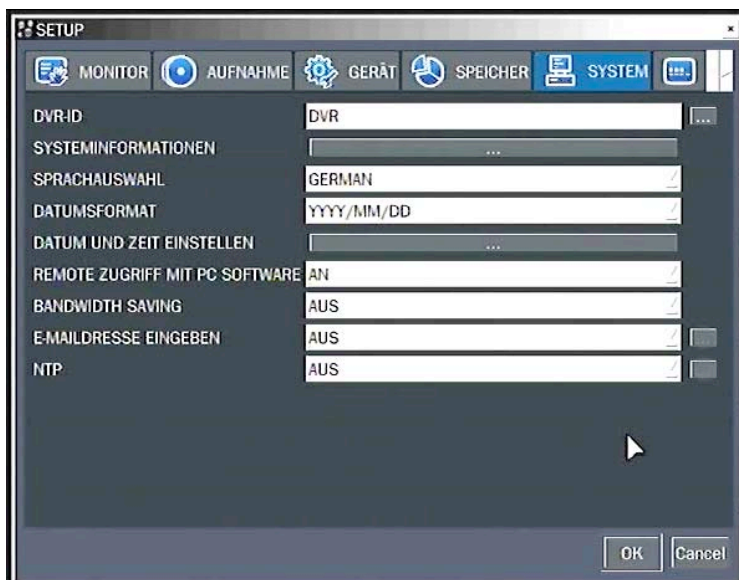 SETUP
MONITOR AUFNAHME GERÄT SPEICHER SYSTEM
DVR-ID DVR ...
SYSTEMINFORMATIONEN ...
SPRACHAUSWAHL GERMAN
DATUMSFORMAT YYYY/MM/DD
DATUM UND ZEIT EINSTELLEN ...
REMOTE ZUGRIFF MIT PC SOFTWARE AN
BANDWIDTH SAVING AUS
E-MAILDRESSE EINGEBEN AUS ...
NTP AUS
OK Cancel